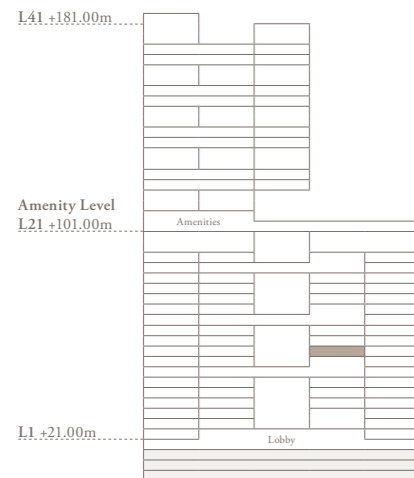 L41 +181.00m
Amenity Level
L21 +101.00m
Amenities
L1 +21.00m
Lobby